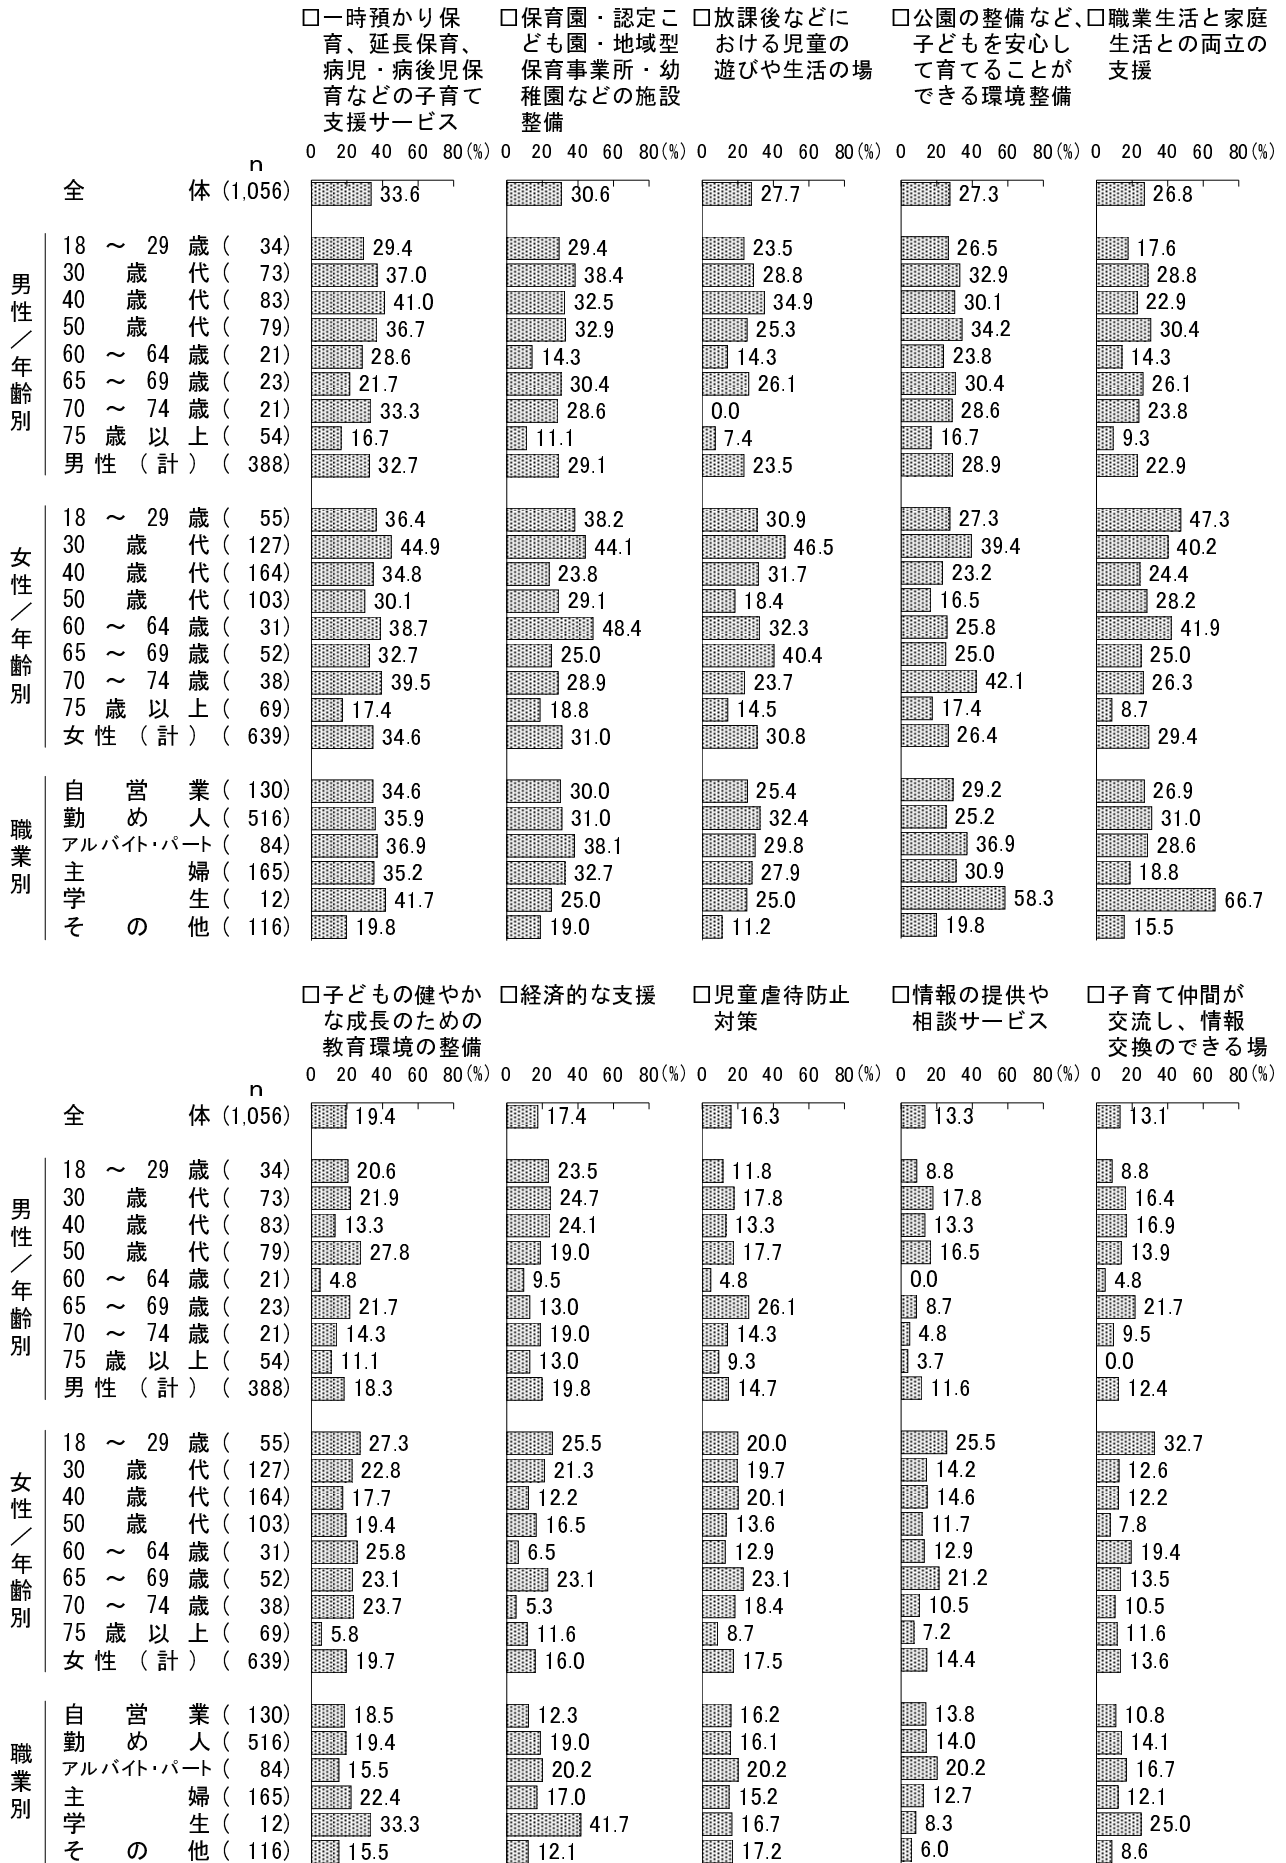 □一時預かり保育、延長保育、病児・病後児保育などの子育て支援サービス
□保育園・認定こども園・地域型保育事業所・幼稚園などの施設整備
□放課後などにおける児童の遊びや生活の場
□公園の整備など、子どもを安心して育てることができる環境整備
□職業生活と家庭生活との両立の支援
n 0 20 40 60 80(%) 0 20 40 60 80(%) 0 20 40 60 80(%) 0 20 40 60 80(%) 0 20 40 60 80(%)
全体 (1,056) 33.6 30.6 27.7 27.3 26.8
男性／年齢別
18～29歳 (34) 29.4 29.4 23.5 26.5 17.6
30歳代 (73) 37.0 38.4 28.8 32.9 28.8
40歳代 (83) 41.0 32.5 34.9 30.1 22.9
50歳代 (79) 36.7 32.9 25.3 34.2 30.4
60～64歳 (21) 28.6 14.3 14.3 23.8 14.3
65～69歳 (23) 21.7 30.4 26.1 30.4 26.1
70～74歳 (21) 33.3 28.6 0.0 28.6 23.8
75歳以上 (54) 16.7 11.1 7.4 16.7 9.3
男性（計） (388) 32.7 29.1 23.5 28.9 22.9
女性／年齢別
18～29歳 (55) 36.4 38.2 30.9 27.3 47.3
30歳代 (127) 44.9 44.1 46.5 39.4 40.2
40歳代 (164) 34.8 23.8 31.7 23.2 24.4
50歳代 (103) 30.1 29.1 18.4 16.5 28.2
60～64歳 (31) 38.7 48.4 32.3 25.8 41.9
65～69歳 (52) 32.7 25.0 40.4 25.0 25.0
70～74歳 (38) 39.5 28.9 23.7 42.1 26.3
75歳以上 (69) 17.4 18.8 14.5 17.4 8.7
女性（計） (639) 34.6 31.0 30.8 26.4 29.4
職業別
自営業 (130) 34.6 30.0 25.4 29.2 26.9
勤め人 (516) 35.9 31.0 32.4 25.2 31.0
アルバイト・パート (84) 36.9 38.1 29.8 36.9 28.6
主婦 (165) 35.2 32.7 27.9 30.9 18.8
学生 (12) 41.7 25.0 25.0 58.3 66.7
その他 (116) 19.8 19.0 11.2 19.8 15.5
□子どもの健やかな成長のための教育環境の整備
□経済的な支援
□児童虐待防止対策
□情報の提供や相談サービス
□子育て仲間が交流し、情報交換のできる場
n 0 20 40 60 80(%) 0 20 40 60 80(%) 0 20 40 60 80(%) 0 20 40 60 80(%) 0 20 40 60 80(%)
全体 (1,056) 19.4 17.4 16.3 13.3 13.1
男性／年齢別
18～29歳 (34) 20.6 23.5 11.8 8.8 8.8
30歳代 (73) 21.9 24.7 17.8 17.8 16.4
40歳代 (83) 13.3 24.1 13.3 13.3 16.9
50歳代 (79) 27.8 19.0 17.7 16.5 13.9
60～64歳 (21) 4.8 9.5 4.8 0.0 4.8
65～69歳 (23) 21.7 13.0 26.1 8.7 21.7
70～74歳 (21) 14.3 19.0 14.3 4.8 9.5
75歳以上 (54) 11.1 13.0 9.3 3.7 0.0
男性（計） (388) 18.3 19.8 14.7 11.6 12.4
女性／年齢別
18～29歳 (55) 27.3 25.5 20.0 25.5 32.7
30歳代 (127) 22.8 21.3 19.7 14.2 12.6
40歳代 (164) 17.7 12.2 20.1 14.6 12.2
50歳代 (103) 19.4 16.5 13.6 11.7 7.8
60～64歳 (31) 25.8 6.5 12.9 12.9 19.4
65～69歳 (52) 23.1 23.1 23.1 21.2 13.5
70～74歳 (38) 23.7 5.3 18.4 10.5 10.5
75歳以上 (69) 5.8 11.6 8.7 7.2 11.6
女性（計） (639) 19.7 16.0 17.5 14.4 13.6
職業別
自営業 (130) 18.5 12.3 16.2 13.8 10.8
勤め人 (516) 19.4 19.0 16.1 14.0 14.1
アルバイト・パート (84) 15.5 20.2 20.2 20.2 16.7
主婦 (165) 22.4 17.0 15.2 12.7 12.1
学生 (12) 33.3 41.7 16.7 8.3 25.0
その他 (116) 15.5 12.1 17.2 6.0 8.6